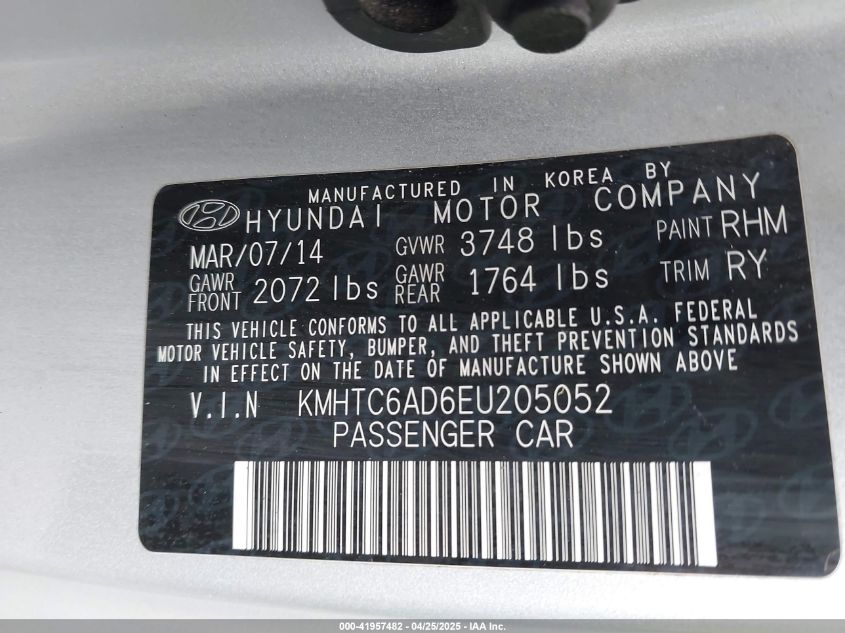 MANUFACTURED IN KOREA BY
HYUNDAI MOTOR COMPANY
MAR/07/14 GVWR 3748 lbs PAINT RHM
GAWR FRONT 2072 lbs GAWR REAR 1764 lbs TRIM RY
THIS VEHICLE CONFORMS TO ALL APPLICABLE U.S.A. FEDERAL
MOTOR VEHICLE SAFETY, BUMPER, AND THEFT PREVENTION STANDARDS
IN EFFECT ON THE DATE OF MANUFACTURE SHOWN ABOVE
V.I.N KMHTC6AD6EU205052
PASSENGER CAR
000-41957482 - 04/25/2025 - IAA Inc.